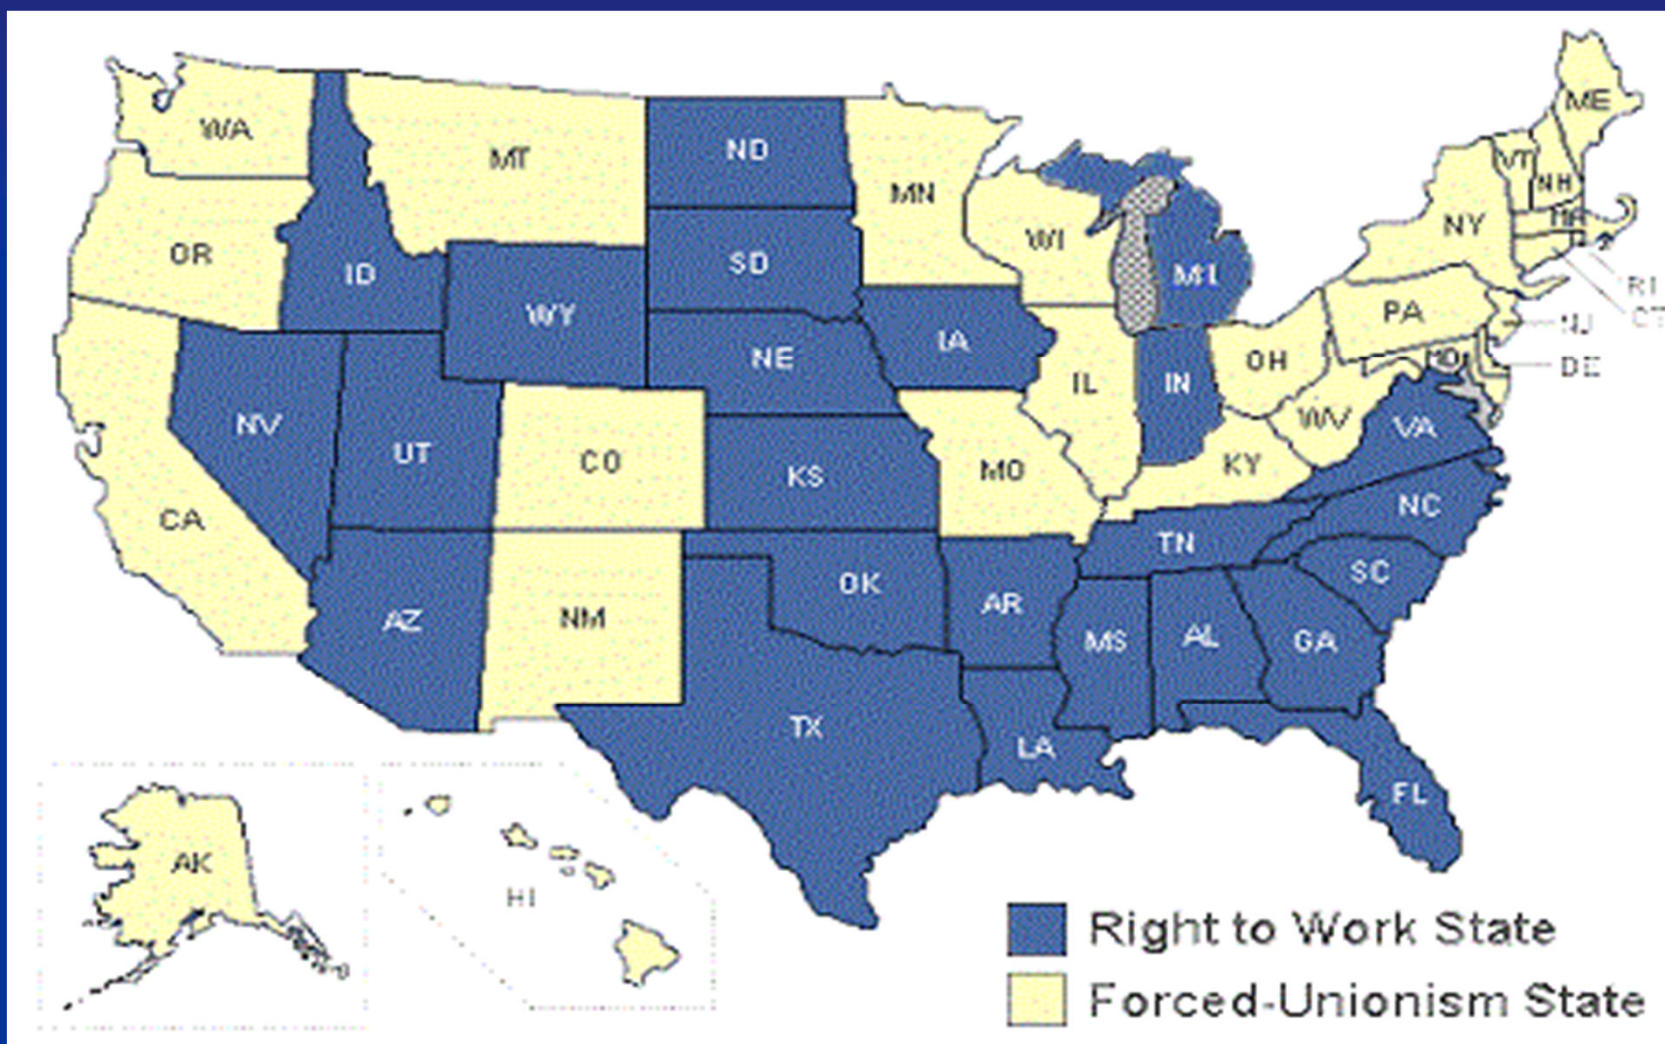 WA
MT
ND
MN
ME
VT
NH
MA
NY
OR
ID
SD
WI
MI
RI
CT
WY
PA
NJ
IA
NE
OH
MD
DE
IL
IN
NV
UT
CO
KS
MO
WV
VA
KY
CA
NC
TN
OK
AR
SC
AZ
NM
MS
AL
GA
TX
LA
FL
AK
HI
Right to Work State
Forced-Unionism State